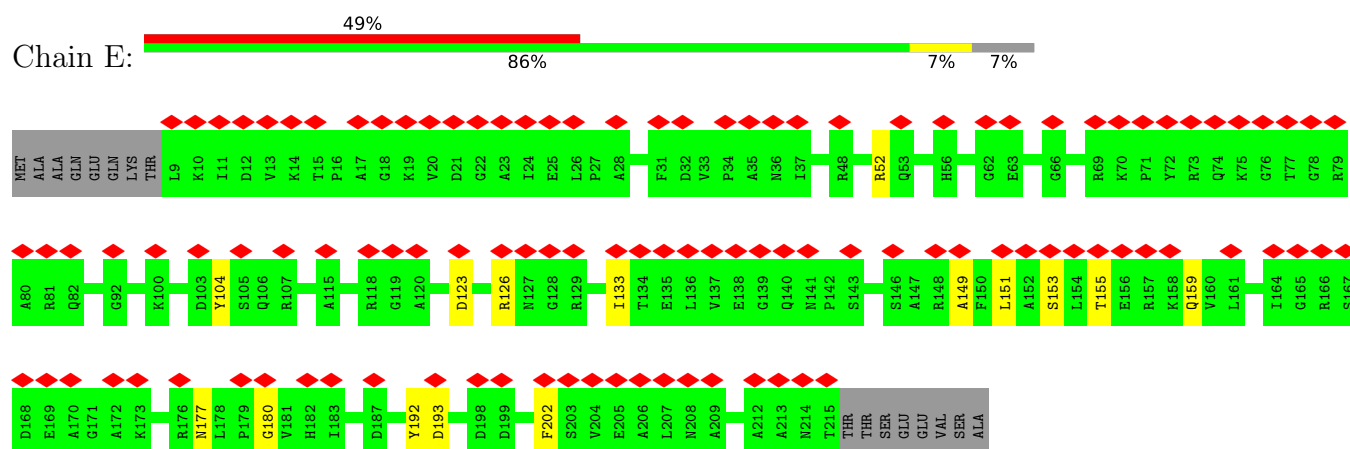 49%
Chain E:
86% 7% 7%
MET ALA ALA GLN GLU GLN LYS THR L9 K10 I11 D12 V13 K14 T15 P16 A17 G18 K19 V20 D21 G22 A23 I24 E25 L26 P27 A28 F31 D32 V33 P34 A35 N36 I37 R48 R52 Q53 H56 G62 E63 G66 R69 K70 P71 Y72 R73 Q74 K75 G76 T77 G78 R79
A80 R81 Q82 G92 K100 D103 Y104 S105 Q106 R107 A115 R118 G119 A120 D123 R126 N127 G128 R129 I133 T134 E135 L136 V137 E138 G139 Q140 N141 P142 S143 S146 A147 R148 A149 F150 L151 A152 S153 L154 T155 E156 R157 K158 Q159 V160 L161 I164 G165 R166 S167
D168 E169 A170 G171 A172 K173 R176 N177 L178 P179 G180 V181 H182 I183 D187 Y192 D193 D198 D199 F202 S203 V204 E205 A206 L207 N208 A209 A212 A213 N214 T215 THR THR SER GLU GLU VAL SER ALA